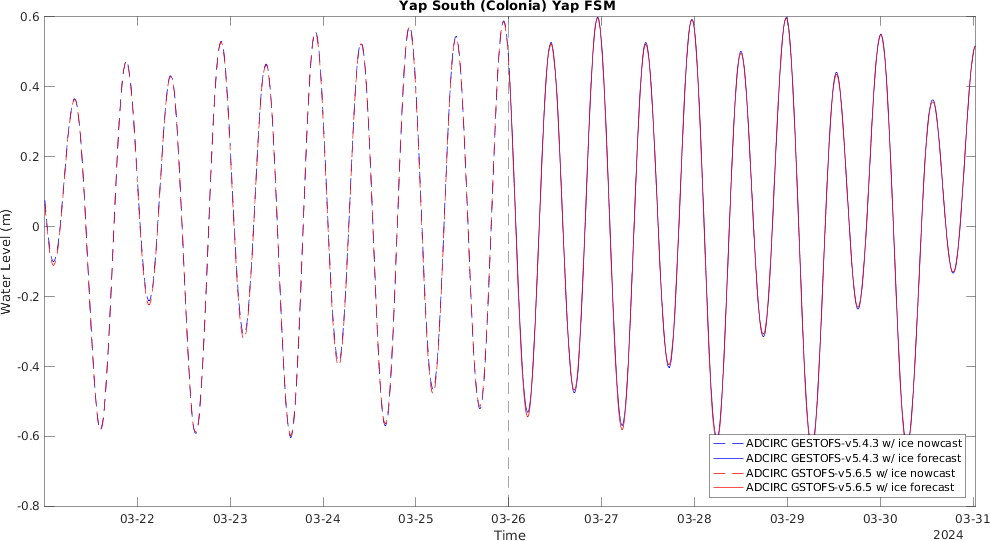 Yap South (Colonia) Yap FSM
0.6
0.4
0.2
0
-0.2
-0.4
-0.6
-0.8
Water Level (m)
03-22 03-23 03-24 03-25 03-26 03-27 03-28 03-29 03-30 03-31
Time
2024
ADCIRC GESTOFS-v5.4.3 w/ ice nowcast
ADCIRC GESTOFS-v5.4.3 w/ ice forecast
ADCIRC GSTOFS-v5.6.5 w/ ice nowcast
ADCIRC GSTOFS-v5.6.5 w/ ice forecast